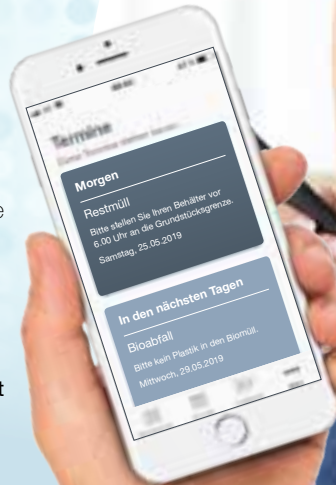 Termine
Morgen
Restmüll
Bitte stellen Sie Ihren Behälter vor
6.00 Uhr an die Grundstücksgrenze.
Samstag, 25.05.2019
In den nächsten Tagen
Bioabfall
Bitte kein Plastik in den Biomüll.
Mittwoch, 29.05.2019
e
t